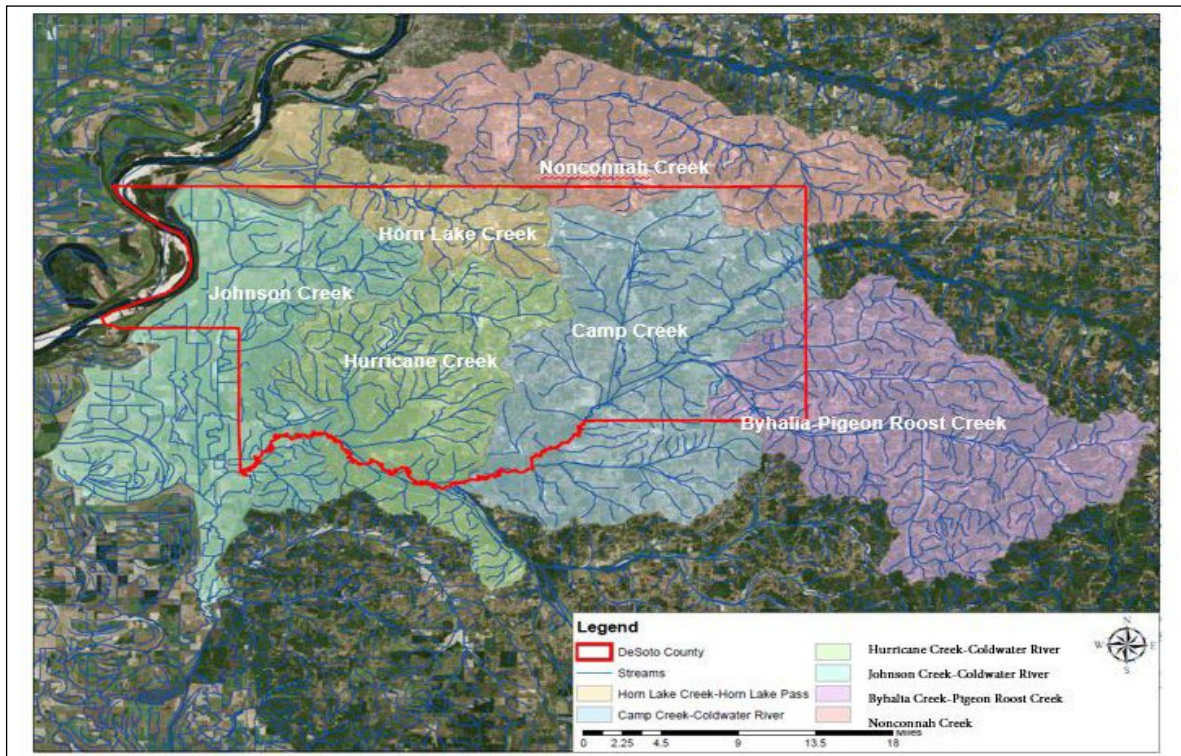 Nonconnah Creek
Horn Lake Creek
Johnson Creek
Camp Creek
Hurricane Creek
Byhalia-Pigeon Roost Creek
Legend
DeSoto County
Streams
Horn Lake Creek-Horn Lake Pass
Camp Creek-Coldwater River
Hurricane Creek-Coldwater River
Johnson Creek-Coldwater River
Byhalia Creek-Pigeon Roost Creek
Nonconnah Creek
N
W E
S
Miles
0 2.25 4.5 9 13.5 18